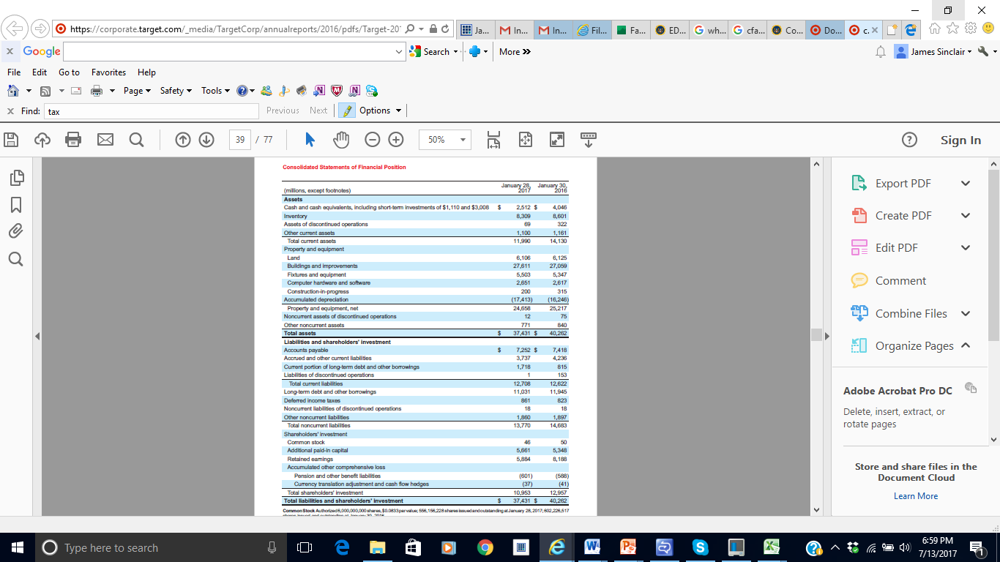 https://corporate.target.com/_media/TargetCorp/annualreports/2016/pdfs/Target-20 Ja... In... In... Fil... Fa... ED... wh... cfa... Co... Do... c.
x Google Search More »» James Sinclair
File Edit Go to Favorites Help
Page Safety Tools
x Find: tax Previous Next Options
39 / 77 50% Sign In
Consolidated Statements of Financial Position
January 28, January 30,
(millions, except footnotes) 2017 2016
Assets
Cash and cash equivalents, including short-term investments of $1,110 and $3,008 $ 2,512 $ 4,046
Inventory 8,309 8,601
Assets of discontinued operations 69 322
Other current assets 1,100 1,161
Total current assets 11,990 14,130
Property and equipment
Land 6,106 6,125
Buildings and improvements 27,611 27,059
Fixtures and equipment 5,503 5,347
Computer hardware and software 2,651 2,617
Construction-in-progress 200 315
Accumulated depreciation (17,413) (16,246)
Property and equipment, net 24,658 25,217
Noncurrent assets of discontinued operations 12 75
Other noncurrent assets 771 840
Total assets $ 37,431 $ 40,262
Liabilities and shareholders' investment
Accounts payable $ 7,252 $ 7,418
Accrued and other current liabilities 3,737 4,236
Current portion of long-term debt and other borrowings 1,718 815
Liabilities of discontinued operations 1 153
Total current liabilities 12,708 12,622
Long-term debt and other borrowings 11,031 11,945
Deferred income taxes 861 823
Noncurrent liabilities of discontinued operations 18 18
Other noncurrent liabilities 1,860 1,897
Total noncurrent liabilities 13,770 14,683
Shareholders' investment
Common stock 46 50
Additional paid-in capital 5,661 5,348
Retained earnings 5,884 8,188
Accumulated other comprehensive loss
Pension and other benefit liabilities (601) (588)
Currency translation adjustment and cash flow hedges (37) (41)
Total shareholders' investment 10,953 12,957
Total liabilities and shareholders' investment $ 37,431 $ 40,262
Common Stock Authorized 6,000,000,000 shares, $0.0833 par value; 556,156,228 shares issued and outstanding at January 28, 2017; 602,226,517
Export PDF
Create PDF
Edit PDF
Comment
Combine Files
Organize Pages
Adobe Acrobat Pro DC
Delete, insert, extract, or
rotate pages
Store and share files in the
Document Cloud
Learn More
Type here to search
6:59 PM
7/13/2017
1